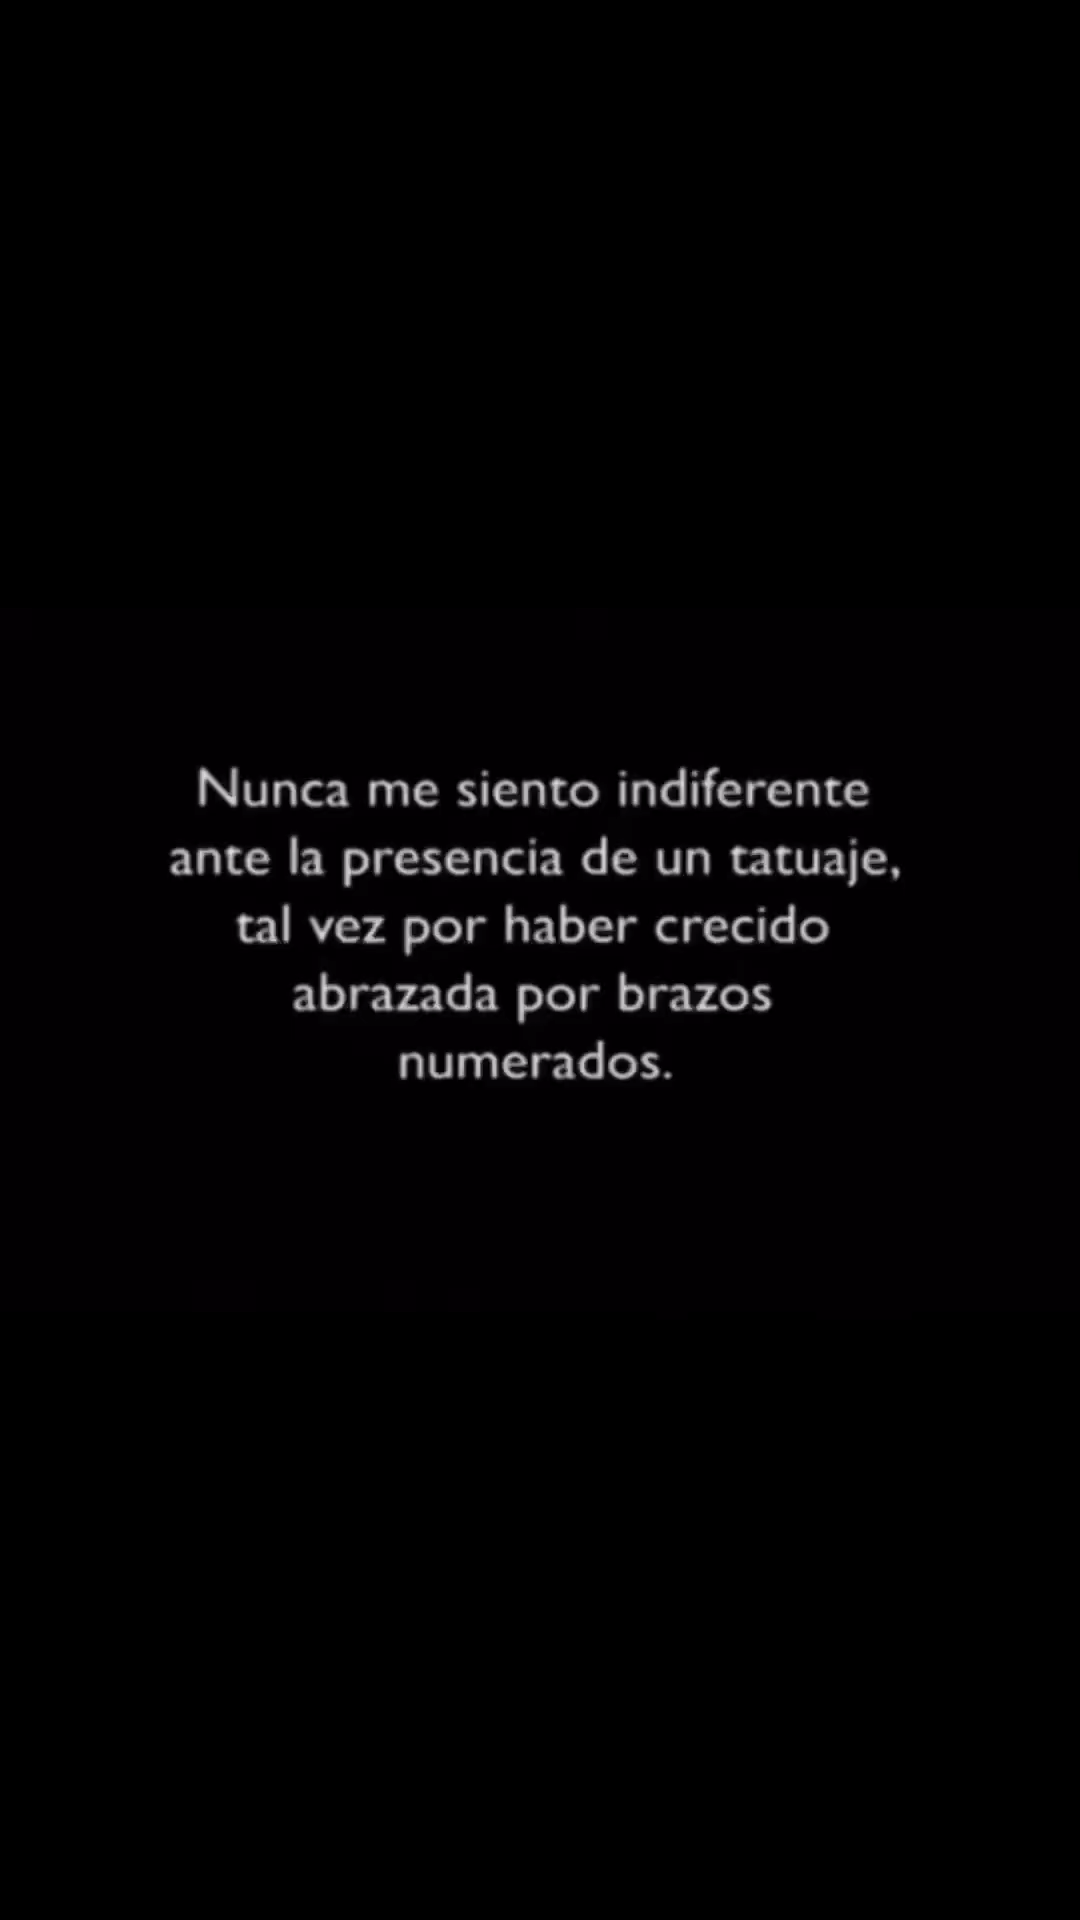 Nunca me siento indiferente
ante la presencia de un tatuaje,
tal vez por haber crecido
abrazada por brazos
numerados.